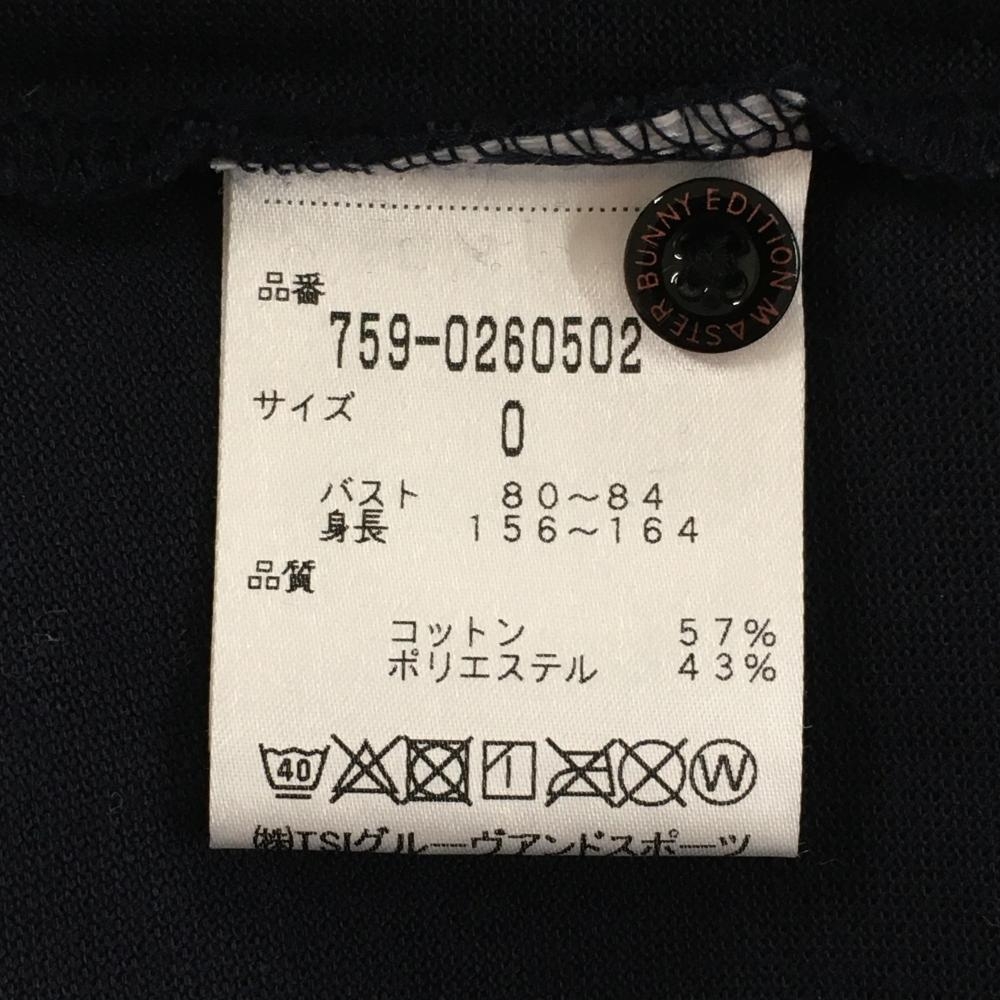 MASTER BUNNY EDITION
品番
759-0260502
サイズ
0
バスト 80~84
身長 156~164
品質
コットン 57%
ポリエステル 43%
40 W
(株)TSIグルーヴアンドスポーツ